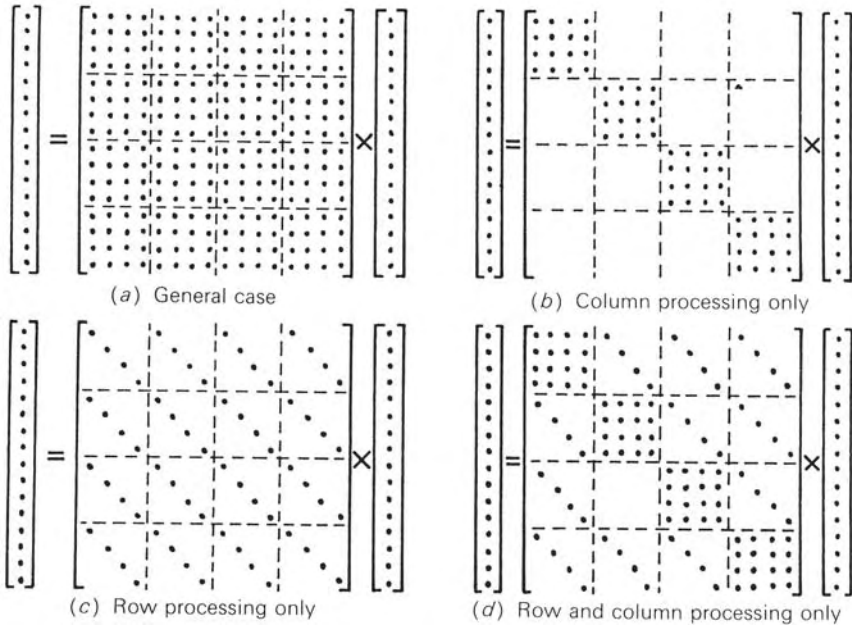 =
×
=
×
(a) General case
(b) Column processing only
=
×
=
×
(c) Row processing only
(d) Row and column processing only